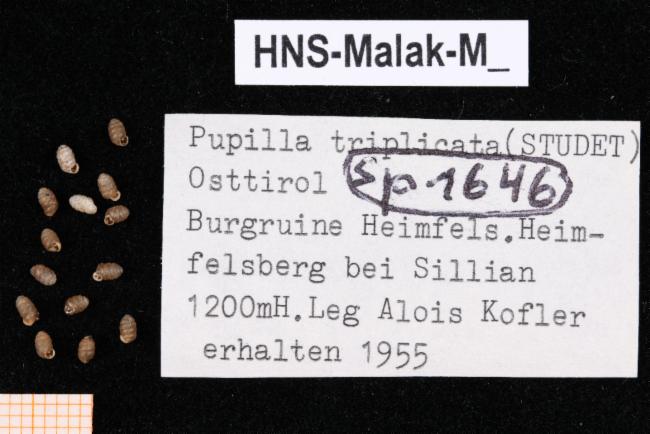 HNS-Malak-M_
Pupilla triplicata(STUDET)
Osttirol Sp.1646
Burgruine Heimfels.Heim-
felsberg bei Sillian
1200mH.Leg Alois Kofler
erhalten 1955